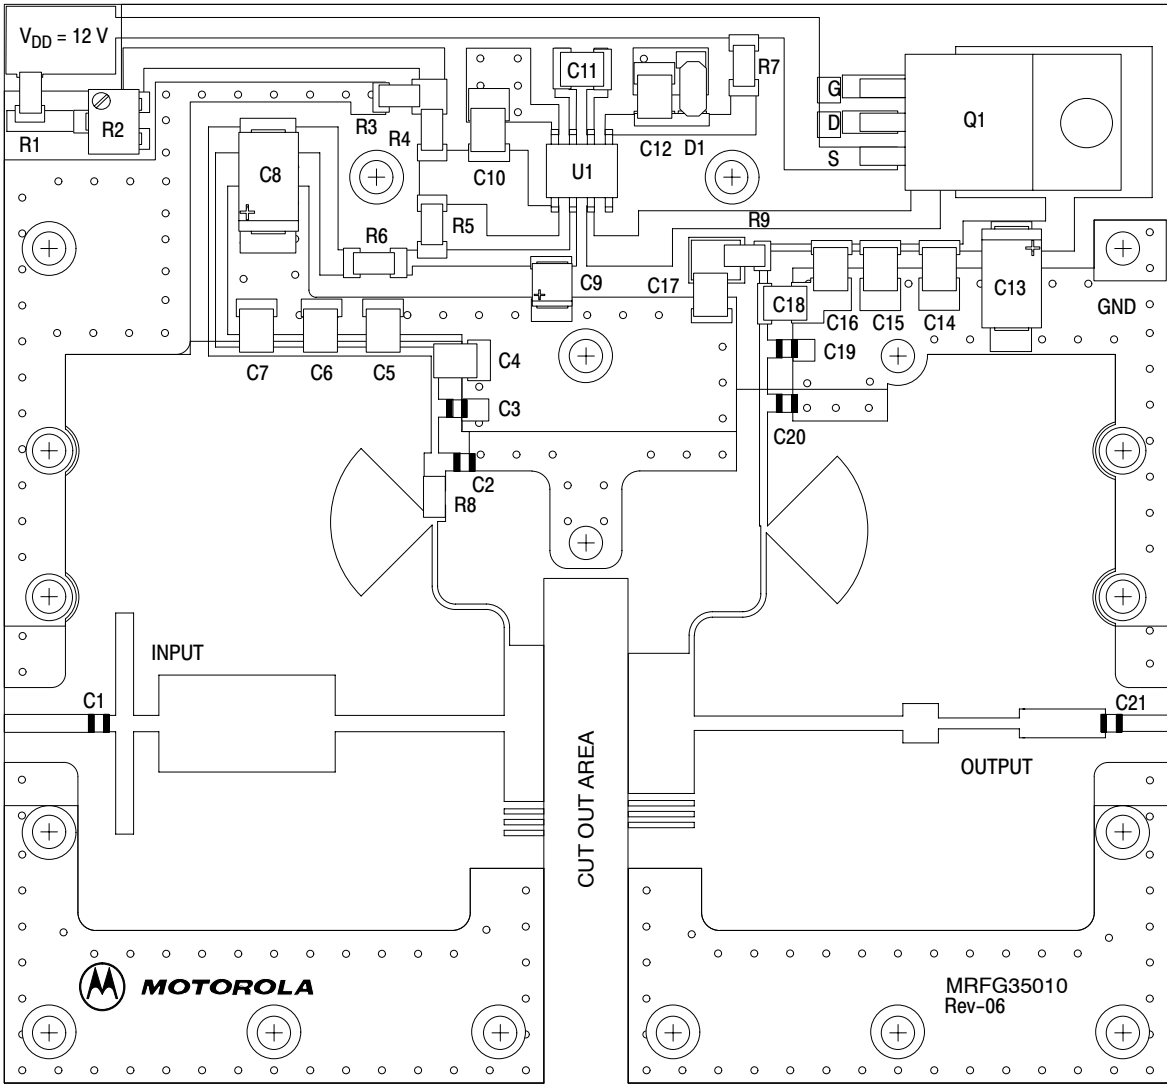 V_DD = 12 V
R1
R2
R3
R4
C8
C10
C11
U1
C12
D1
R7
G
D
S
Q1
R5
R6
C9
R9
C17
C18
C16
C15
C14
C13
GND
C7
C6
C5
C4
C3
C2
R8
C19
C20
INPUT
C1
C21
OUTPUT
CUT OUT AREA
MOTOROLA
MRFG35010
Rev-06